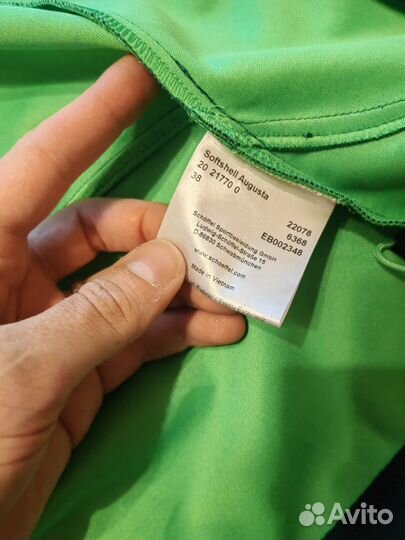 Softshell Augusta
20 21770 0
38
22078
6368
EB002348
Schöffel Sportbekleidung GmbH
Ludwig-Schöffel-Straße 15
D-86830 Schwabmünchen
www.schoeffel.com
Made in Vietnam
Avito